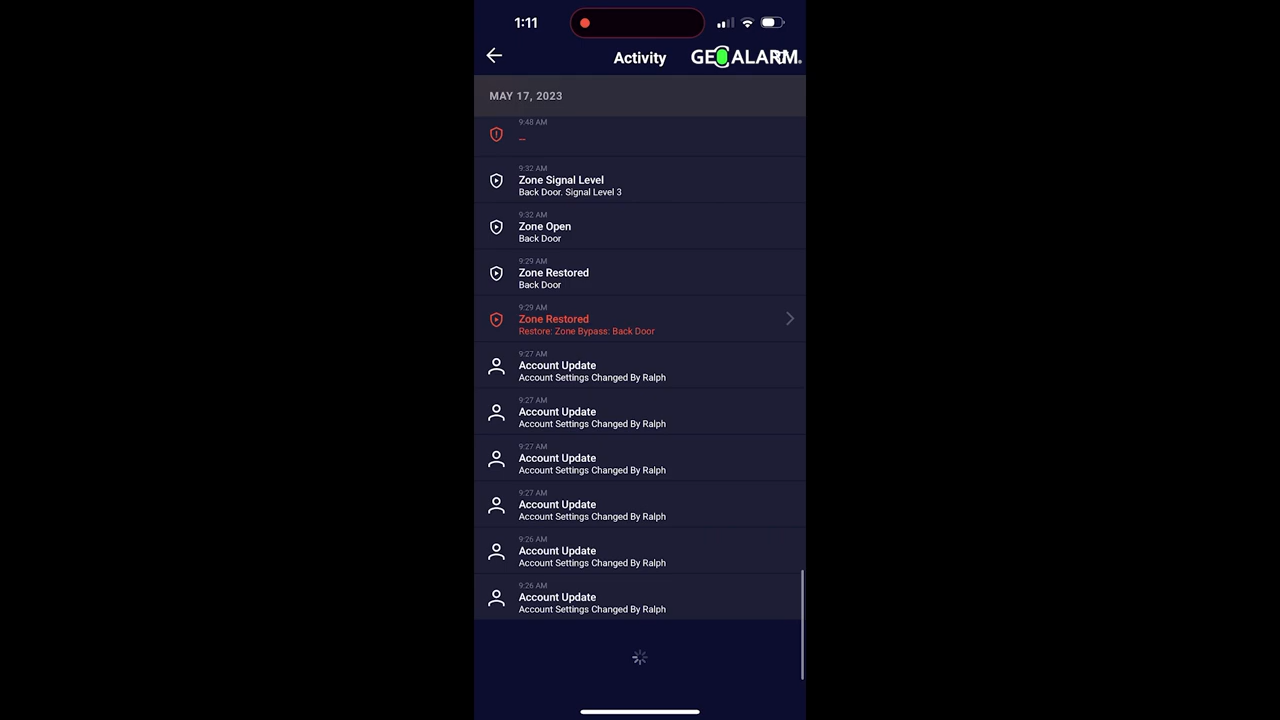 1:11
Activity
GEOALARM
MAY 17, 2023
9:48 AM
–
9:32 AM
Zone Signal Level
Back Door. Signal Level 3
9:32 AM
Zone Open
Back Door
9:29 AM
Zone Restored
Back Door
9:29 AM
Zone Restored
Restore: Zone Bypass: Back Door
9:27 AM
Account Update
Account Settings Changed By Ralph
9:27 AM
Account Update
Account Settings Changed By Ralph
9:27 AM
Account Update
Account Settings Changed By Ralph
9:27 AM
Account Update
Account Settings Changed By Ralph
9:26 AM
Account Update
Account Settings Changed By Ralph
9:26 AM
Account Update
Account Settings Changed By Ralph